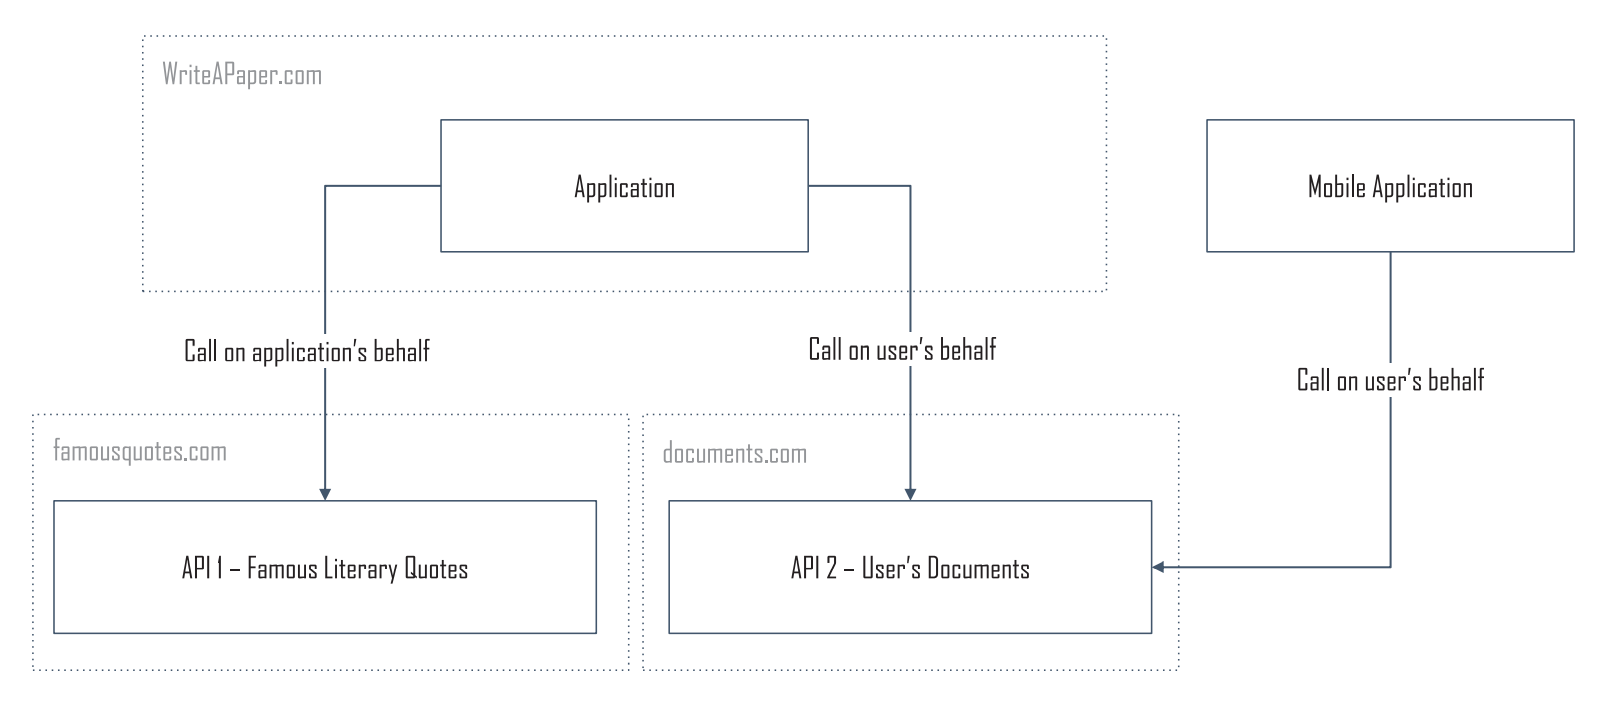 WriteAPaper.com
Application
Mobile Application
Call on application's behalf
Call on user's behalf
Call on user's behalf
famousquotes.com
documents.com
API 1 – Famous Literary Quotes
API 2 – User's Documents